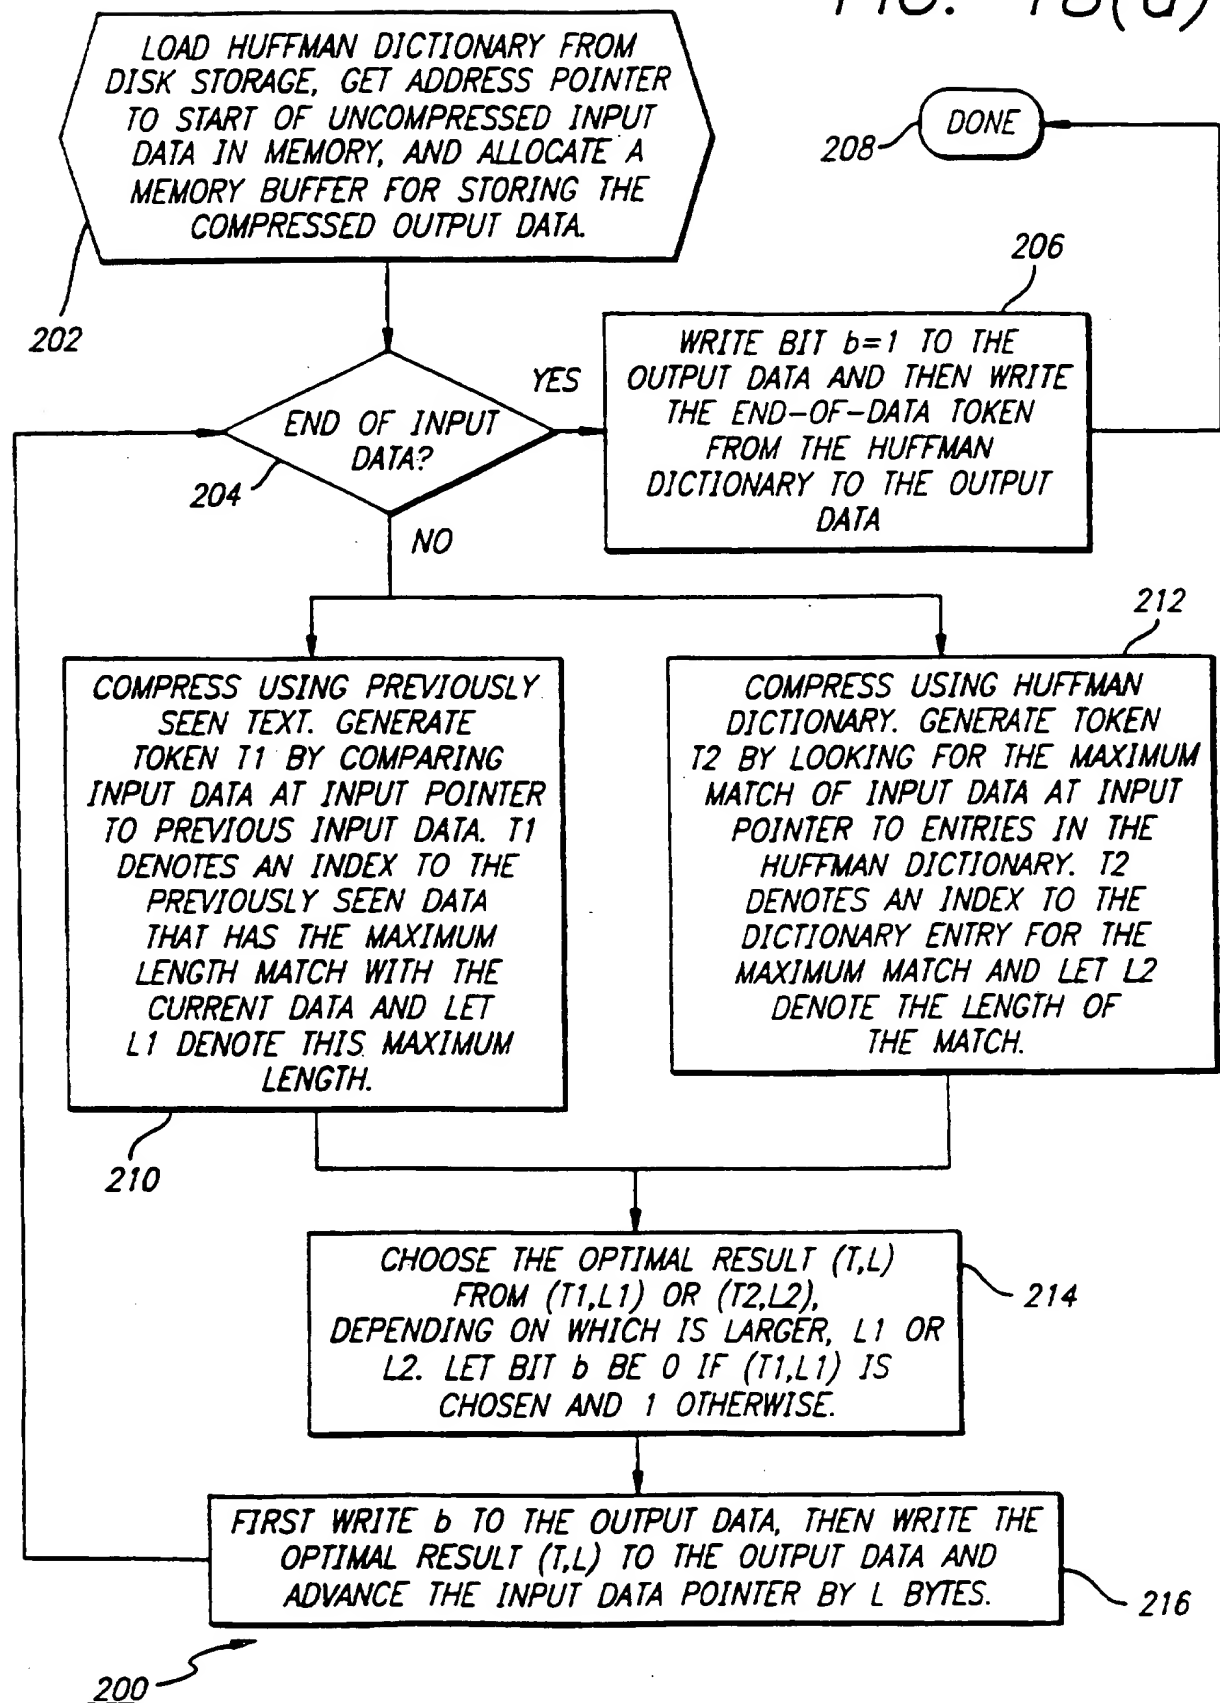 LOAD HUFFMAN DICTIONARY FROM
DISK STORAGE, GET ADDRESS POINTER
TO START OF UNCOMPRESSED INPUT
DATA IN MEMORY, AND ALLOCATE A
MEMORY BUFFER FOR STORING THE
COMPRESSED OUTPUT DATA.
202
DONE
208
206
END OF INPUT
DATA?
204
YES
NO
WRITE BIT b=1 TO THE
OUTPUT DATA AND THEN WRITE
THE END-OF-DATA TOKEN
FROM THE HUFFMAN
DICTIONARY TO THE OUTPUT
DATA
COMPRESS USING PREVIOUSLY
SEEN TEXT. GENERATE
TOKEN T1 BY COMPARING
INPUT DATA AT INPUT POINTER
TO PREVIOUS INPUT DATA. T1
DENOTES AN INDEX TO THE
PREVIOUSLY SEEN DATA
THAT HAS THE MAXIMUM
LENGTH MATCH WITH THE
CURRENT DATA AND LET
L1 DENOTE THIS MAXIMUM
LENGTH.
210
212
COMPRESS USING HUFFMAN
DICTIONARY. GENERATE TOKEN
T2 BY LOOKING FOR THE MAXIMUM
MATCH OF INPUT DATA AT INPUT
POINTER TO ENTRIES IN THE
HUFFMAN DICTIONARY. T2
DENOTES AN INDEX TO THE
DICTIONARY ENTRY FOR THE
MAXIMUM MATCH AND LET L2
DENOTE THE LENGTH OF
THE MATCH.
CHOOSE THE OPTIMAL RESULT (T,L)
FROM (T1,L1) OR (T2,L2),
DEPENDING ON WHICH IS LARGER, L1 OR
L2. LET BIT b BE 0 IF (T1,L1) IS
CHOSEN AND 1 OTHERWISE.
214
FIRST WRITE b TO THE OUTPUT DATA, THEN WRITE THE
OPTIMAL RESULT (T,L) TO THE OUTPUT DATA AND
ADVANCE THE INPUT DATA POINTER BY L BYTES.
216
200